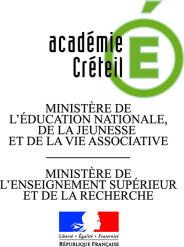 académie
Créteil
É
MINISTÈRE DE
L'ÉDUCATION NATIONALE,
DE LA JEUNESSE
ET DE LA VIE ASSOCIATIVE
MINISTÈRE DE
L'ENSEIGNEMENT SUPÉRIEUR
ET DE LA RECHERCHE
Liberté • Égalité • Fraternité
RÉPUBLIQUE FRANÇAISE